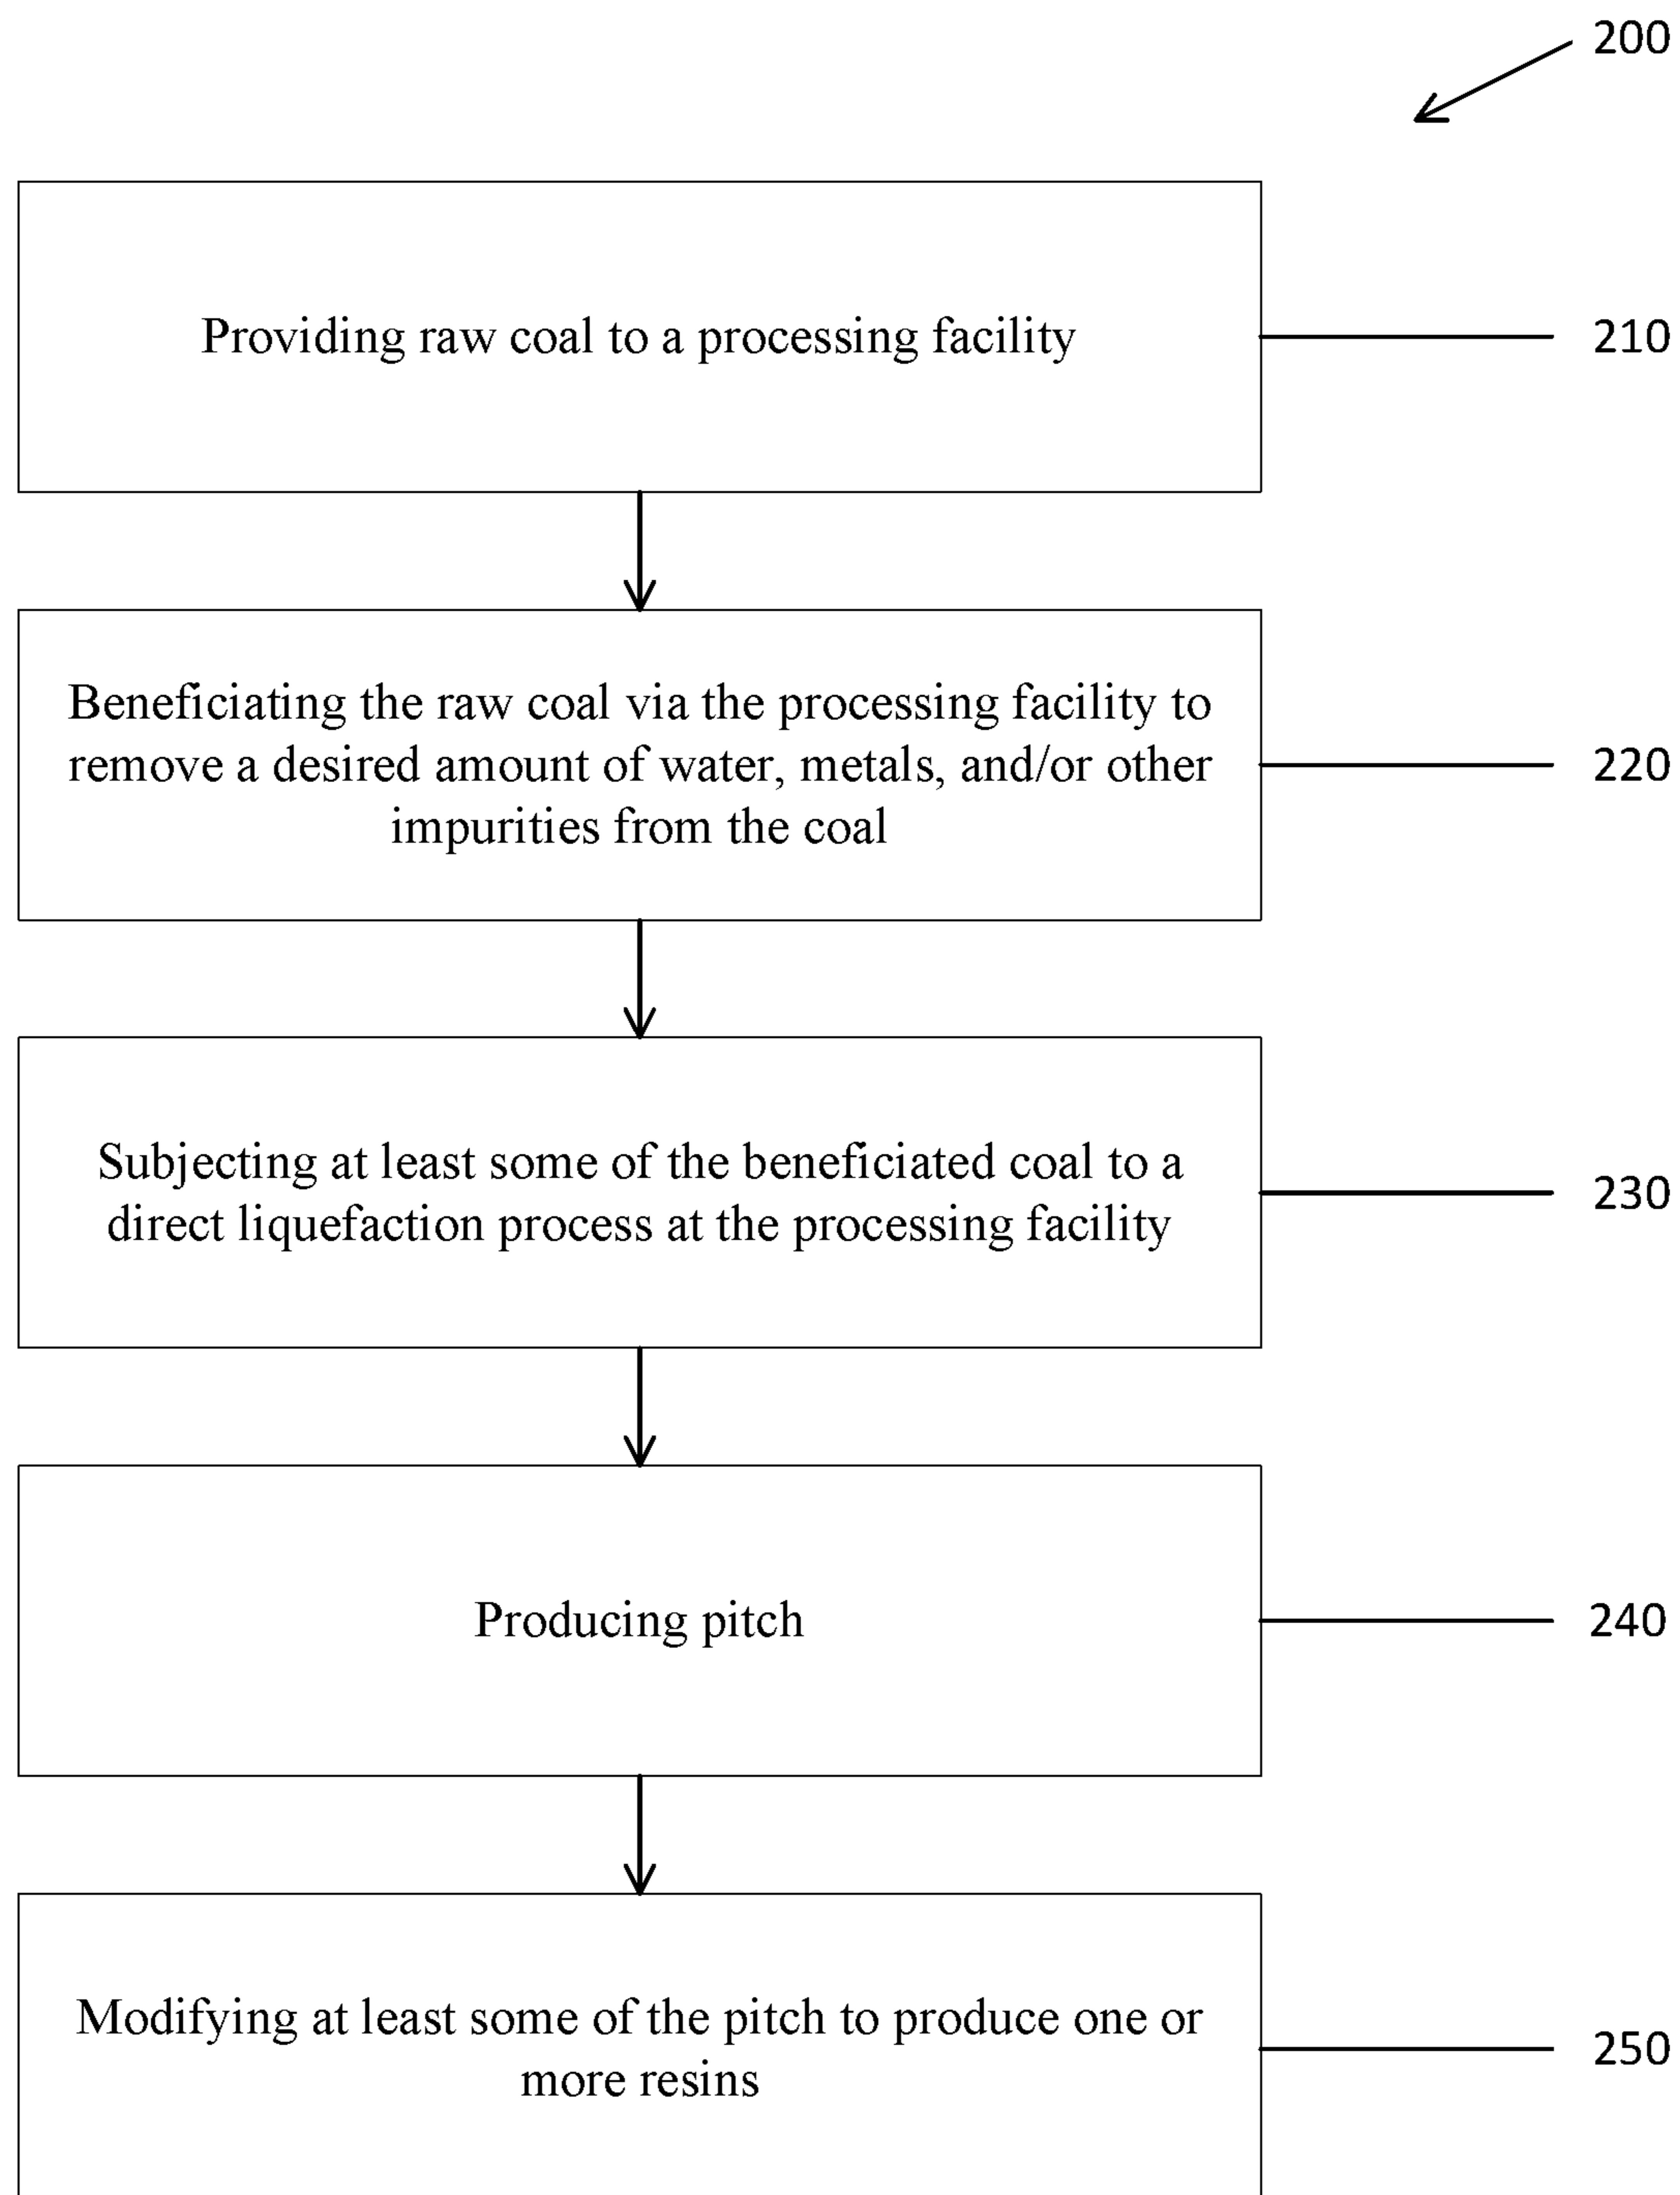 200
Providing raw coal to a processing facility
210
Beneficiating the raw coal via the processing facility to
remove a desired amount of water, metals, and/or other
impurities from the coal
220
Subjecting at least some of the beneficiated coal to a
direct liquefaction process at the processing facility
230
Producing pitch
240
Modifying at least some of the pitch to produce one or
more resins
250